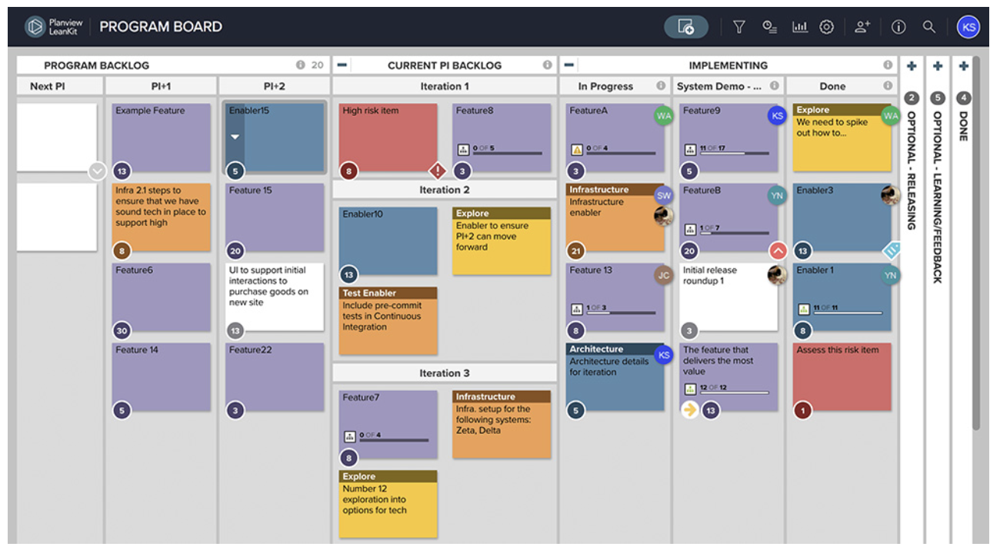 Planview
LeanKit
PROGRAM BOARD
KS
PROGRAM BACKLOG
20
CURRENT PI BACKLOG
IMPLEMENTING
Next PI
PI+1
PI+2
Iteration 1
In Progress
System Demo - ...
Done
Example Feature
13
Infra 2.1 steps to
ensure that we have
sound tech in place to
support high
8
Feature6
30
Feature 14
5
Enabler15
5
Feature 15
20
UI to support initial
interactions to
purchase goods on
new site
13
Feature22
3
High risk item
8
Feature8
0 OF 5
3
Iteration 2
Enabler10
13
Explore
Enabler to ensure
PI+2 can move
forward
Test Enabler
Include pre-commit
tests in Continuous
Integration
Iteration 3
Feature7
0 OF 4
8
Infrastructure
Infra. setup for the
following systems:
Zeta, Delta
Explore
Number 12
exploration into
options for tech
FeatureA
WA
0 OF 4
3
Infrastructure
Infrastructure
enabler
SW
21
Feature 13
JC
1 OF 3
8
Architecture
Architecture details
for iteration
KS
5
Feature9
KS
11 OF 17
5
FeatureB
YN
1 OF 7
20
Initial release
roundup 1
3
The feature that
delivers the most
value
12 OF 12
13
Explore
We need to spike
out how to...
WA
Enabler3
13
Enabler 1
YN
11 OF 11
8
Assess this risk item
1
2
OPTIONAL - RELEASING
5
OPTIONAL - LEARNING/FEEDBACK
4
DONE